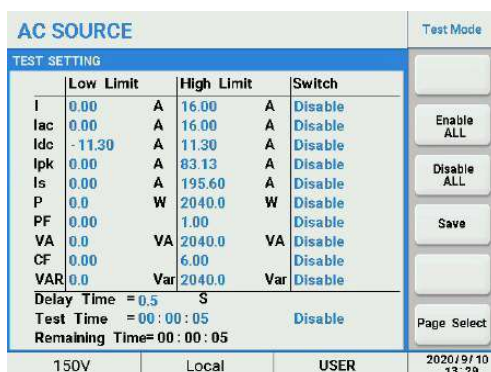 AC SOURCE
Test Mode
TEST SETTING
Low Limit High Limit Switch
I 0.00 A 16.00 A Disable
Iac 0.00 A 16.00 A Disable
Idc -11.30 A 11.30 A Disable
Ipk 0.00 A 83.13 A Disable
Is 0.00 A 195.60 A Disable
P 0.0 W 2040.0 W Disable
PF 0.00 1.00 Disable
VA 0.0 VA 2040.0 VA Disable
CF 0.00 6.00 Disable
VAR 0.0 Var 2040.0 Var Disable
Delay Time =0.5 S
Test Time =00:00:05 Disable
Remaining Time=00:00:05
Enable
ALL
Disable
ALL
Save
Page Select
150V Local USER
2020/9/10
13:29